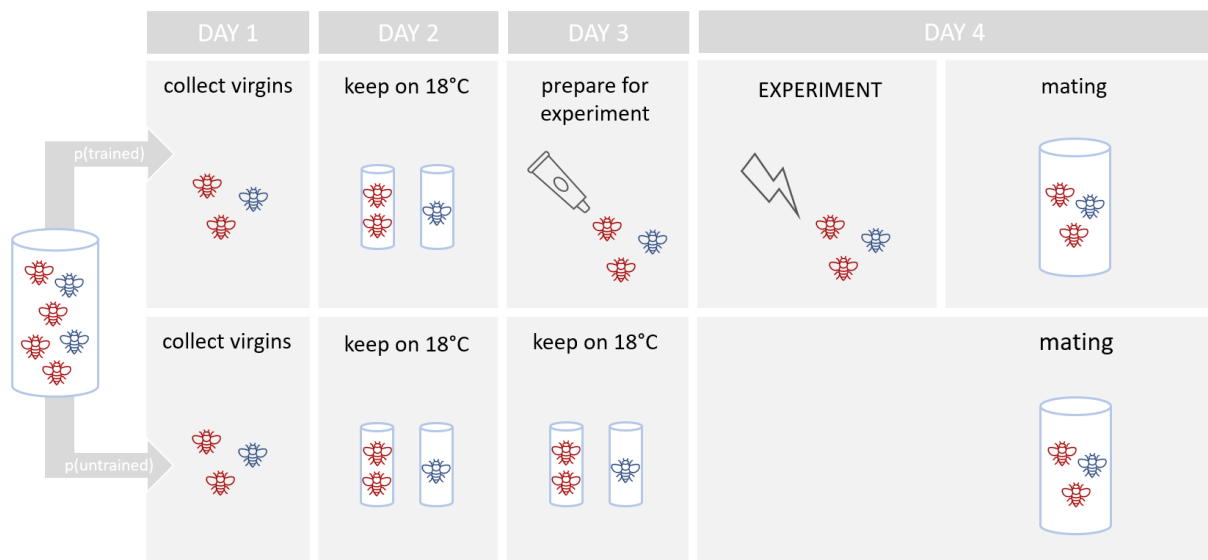 DAY 1
DAY 2
DAY 3
DAY 4
collect virgins
keep on 18°C
prepare for
experiment
EXPERIMENT
mating
p(trained)
collect virgins
keep on 18°C
keep on 18°C
mating
p(untrained)